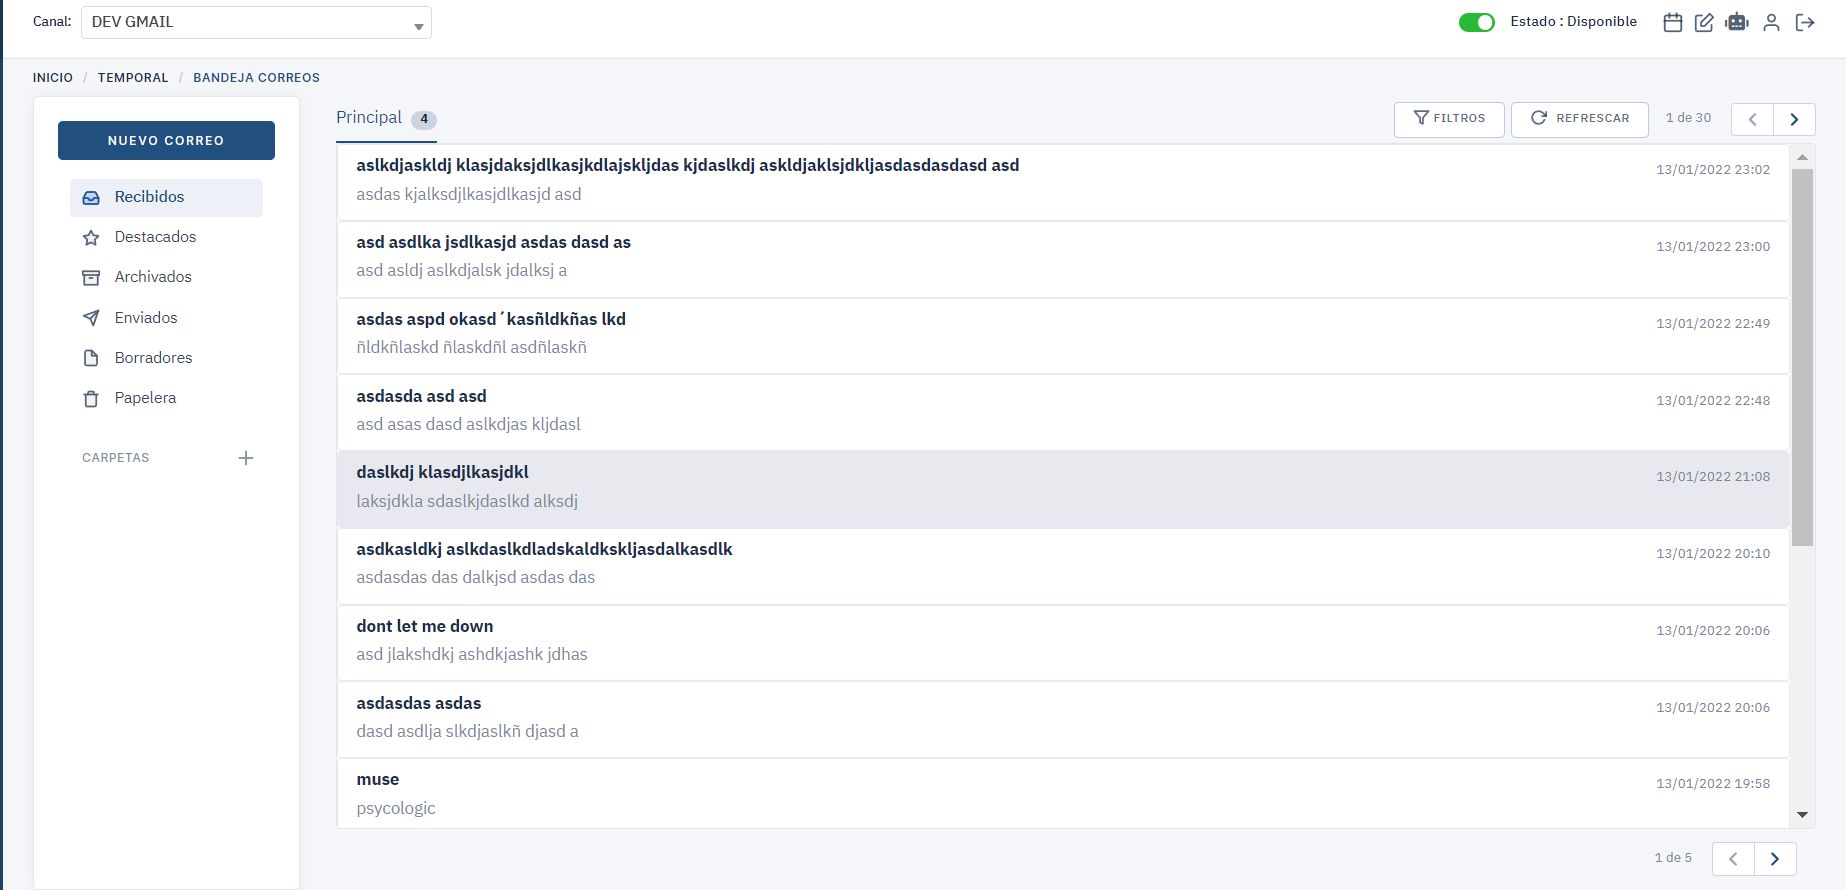 Canal: DEV GMAIL
Estado : Disponible
INICIO / TEMPORAL / BANDEJA CORREOS
NUEVO CORREO
Recibidos
Destacados
Archivados
Enviados
Borradores
Papelera
CARPETAS
Principal 4
FILTROS
REFRESCAR
1 de 30
aslkdjaskldj klasjdaksjdlkasjkdlajskljdas kjdaslkdj askldjaklsjdkljasdasdasdasd asd
13/01/2022 23:02
asdas kjalksdjlkasjdlkasjd asd
asd asdlka jsdlkasjd asdas dasd as
13/01/2022 23:00
asd asldj aslkdjalsk jdalksj a
asdas aspd okasd´kasñldkñas lkd
13/01/2022 22:49
ñldkñlaskd ñlaskdñl asdñlaskñ
asdasda asd asd
13/01/2022 22:48
asd asas dasd aslkdjas kljdasl
daslkdj klasdjlkasjdkl
13/01/2022 21:08
laksjdkla sdaslkjdaslkd alksdj
asdkasldkj aslkdaslkdladskaldkskljasdalkasdlk
13/01/2022 20:10
asdasdas das dalkjsd asdas das
dont let me down
13/01/2022 20:06
asd jlakshdkj ashdkjashk jdhas
asdasdas asdas
13/01/2022 20:06
dasd asdlja slkdjaslkñ djasd a
muse
13/01/2022 19:58
psycologic
1 de 5